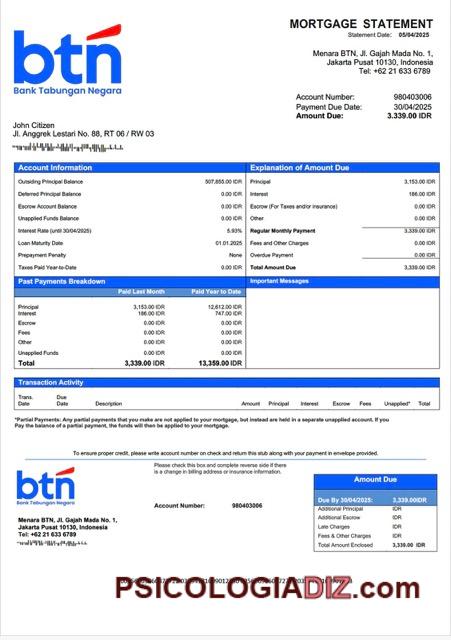 btn
Bank Tabungan Negara
MORTGAGE STATEMENT
Statement Date: 05/04/2025
Menara BTN, Jl. Gajah Mada No. 1,
Jakarta Pusat 10130, Indonesia
Tel: +62 21 633 6789
Account Number: 980403006
Payment Due Date: 30/04/2025
Amount Due: 3.339.00 IDR
John Citizen
Jl. Anggrek Lestari No. 88, RT 06 / RW 03
Account Information
Outsiding Principal Balance 507,855.00 IDR
Deferred Principal Balance 0.00 IDR
Escrow Account Balance 0.00 IDR
Unapplied Funds Balance 0.00 IDR
Interest Rate (until 30/04/2025) 5.93%
Loan Maturity Date 01.01.2025
Prepayment Penalty None
Taxes Paid Year-to-Date 0.00 IDR
Explanation of Amount Due
Principal 3,153.00 IDR
Interest 186.00 IDR
Escrow (For Taxes and/or insurance) 0.00 IDR
Other 0.00 IDR
Regular Monthly Payment 3,339.00 IDR
Fees and Other Charges 0.00 IDR
Overdue Payment 0.00 IDR
Total Amount Due 3,339.00 IDR
Past Payments Breakdown
Paid Last Month Paid Year to Date
Principal 3,153.00 IDR 12,612.00 IDR
Interest 186.00 IDR 747.00 IDR
Escrow 0.00 IDR 0.00 IDR
Fees 0.00 IDR 0.00 IDR
Other 0.00 IDR 0.00 IDR
Unapplied Funds 0.00 IDR 0.00 IDR
Total 3,339.00 IDR 13,359.00 IDR
Important Messages
Transaction Activity
Trans. Date Due Date Description Amount Principal Interest Escrow Fees Unapplied* Total
*Partial Payments: Any partial payments that you make are not applied to your mortgage, but instead are held in a separate unapplied account. If you
Pay the balance of a partial payment, the funds will then be applied to your mortgage.
To ensure proper credit, please write account number on check and return this stub along with your payment in envelope provided.
btn
Bank Tabungan Negara
Menara BTN, Jl. Gajah Mada No. 1,
Jakarta Pusat 10130, Indonesia
Tel: +62 21 633 6789
Please check this box and complete reverse side if there
is a change in billing address or insurance information.
Account Number: 980403006
Amount Due
Due By 30/04/2025: 3,339.00IDR
Additional Principal IDR
Additional Escrow IDR
Late Charges IDR
Fees & Other Charges IDR
Total Amount Enclosed 3,339.00 IDR
PSICOLOGIADIZ.COM